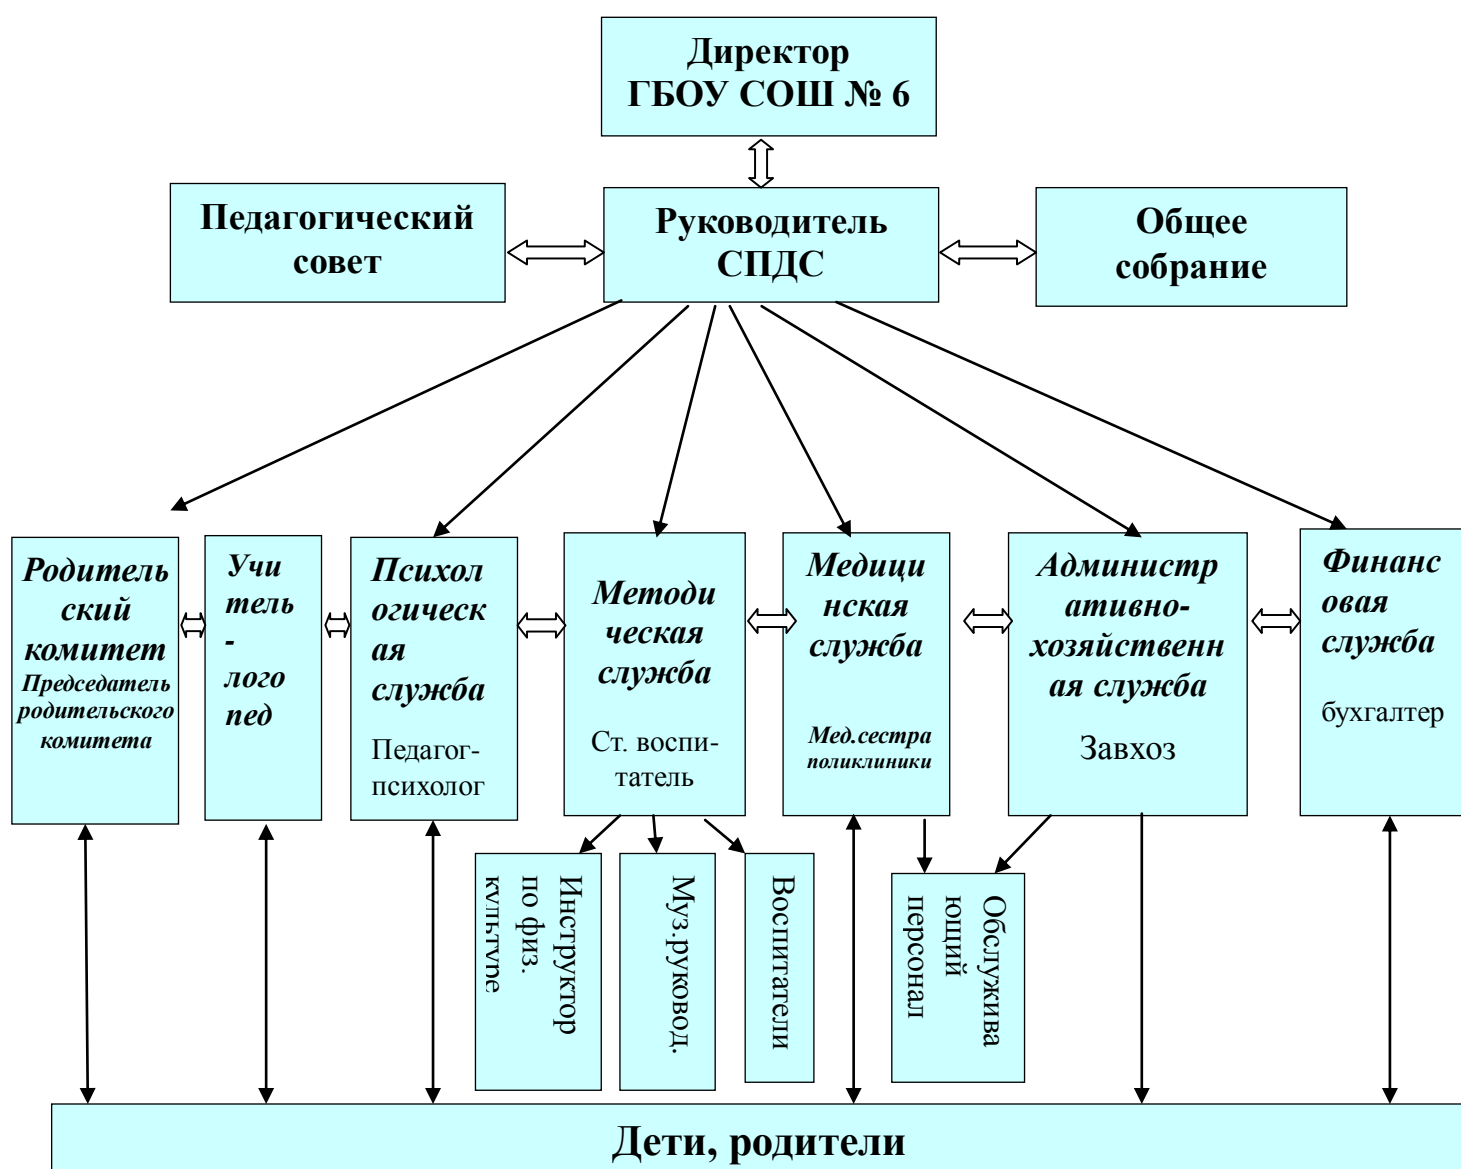 Директор
ГБОУ СОШ № 6
Педагогический
совет
Руководитель
СПДС
Общее
собрание
Родитель
ский
комитет
Председатель
родительского
комитета
Учи
тель
-
лого
пед
Психол
огическ
ая
служба
Педагог-
психолог
Методи
ческая
служба
Ст. воспи-
татель
Медици
нская
служба
Мед.сестра
поликлиники
Администр
ативно-
хозяйственн
ая служба
Завхоз
Финанс
овая
служба
бухгалтер
Инструктор
по физ.
культуре
Муз.руковод.
Воспитатели
Обслужива
ющий
персонал
Дети, родители